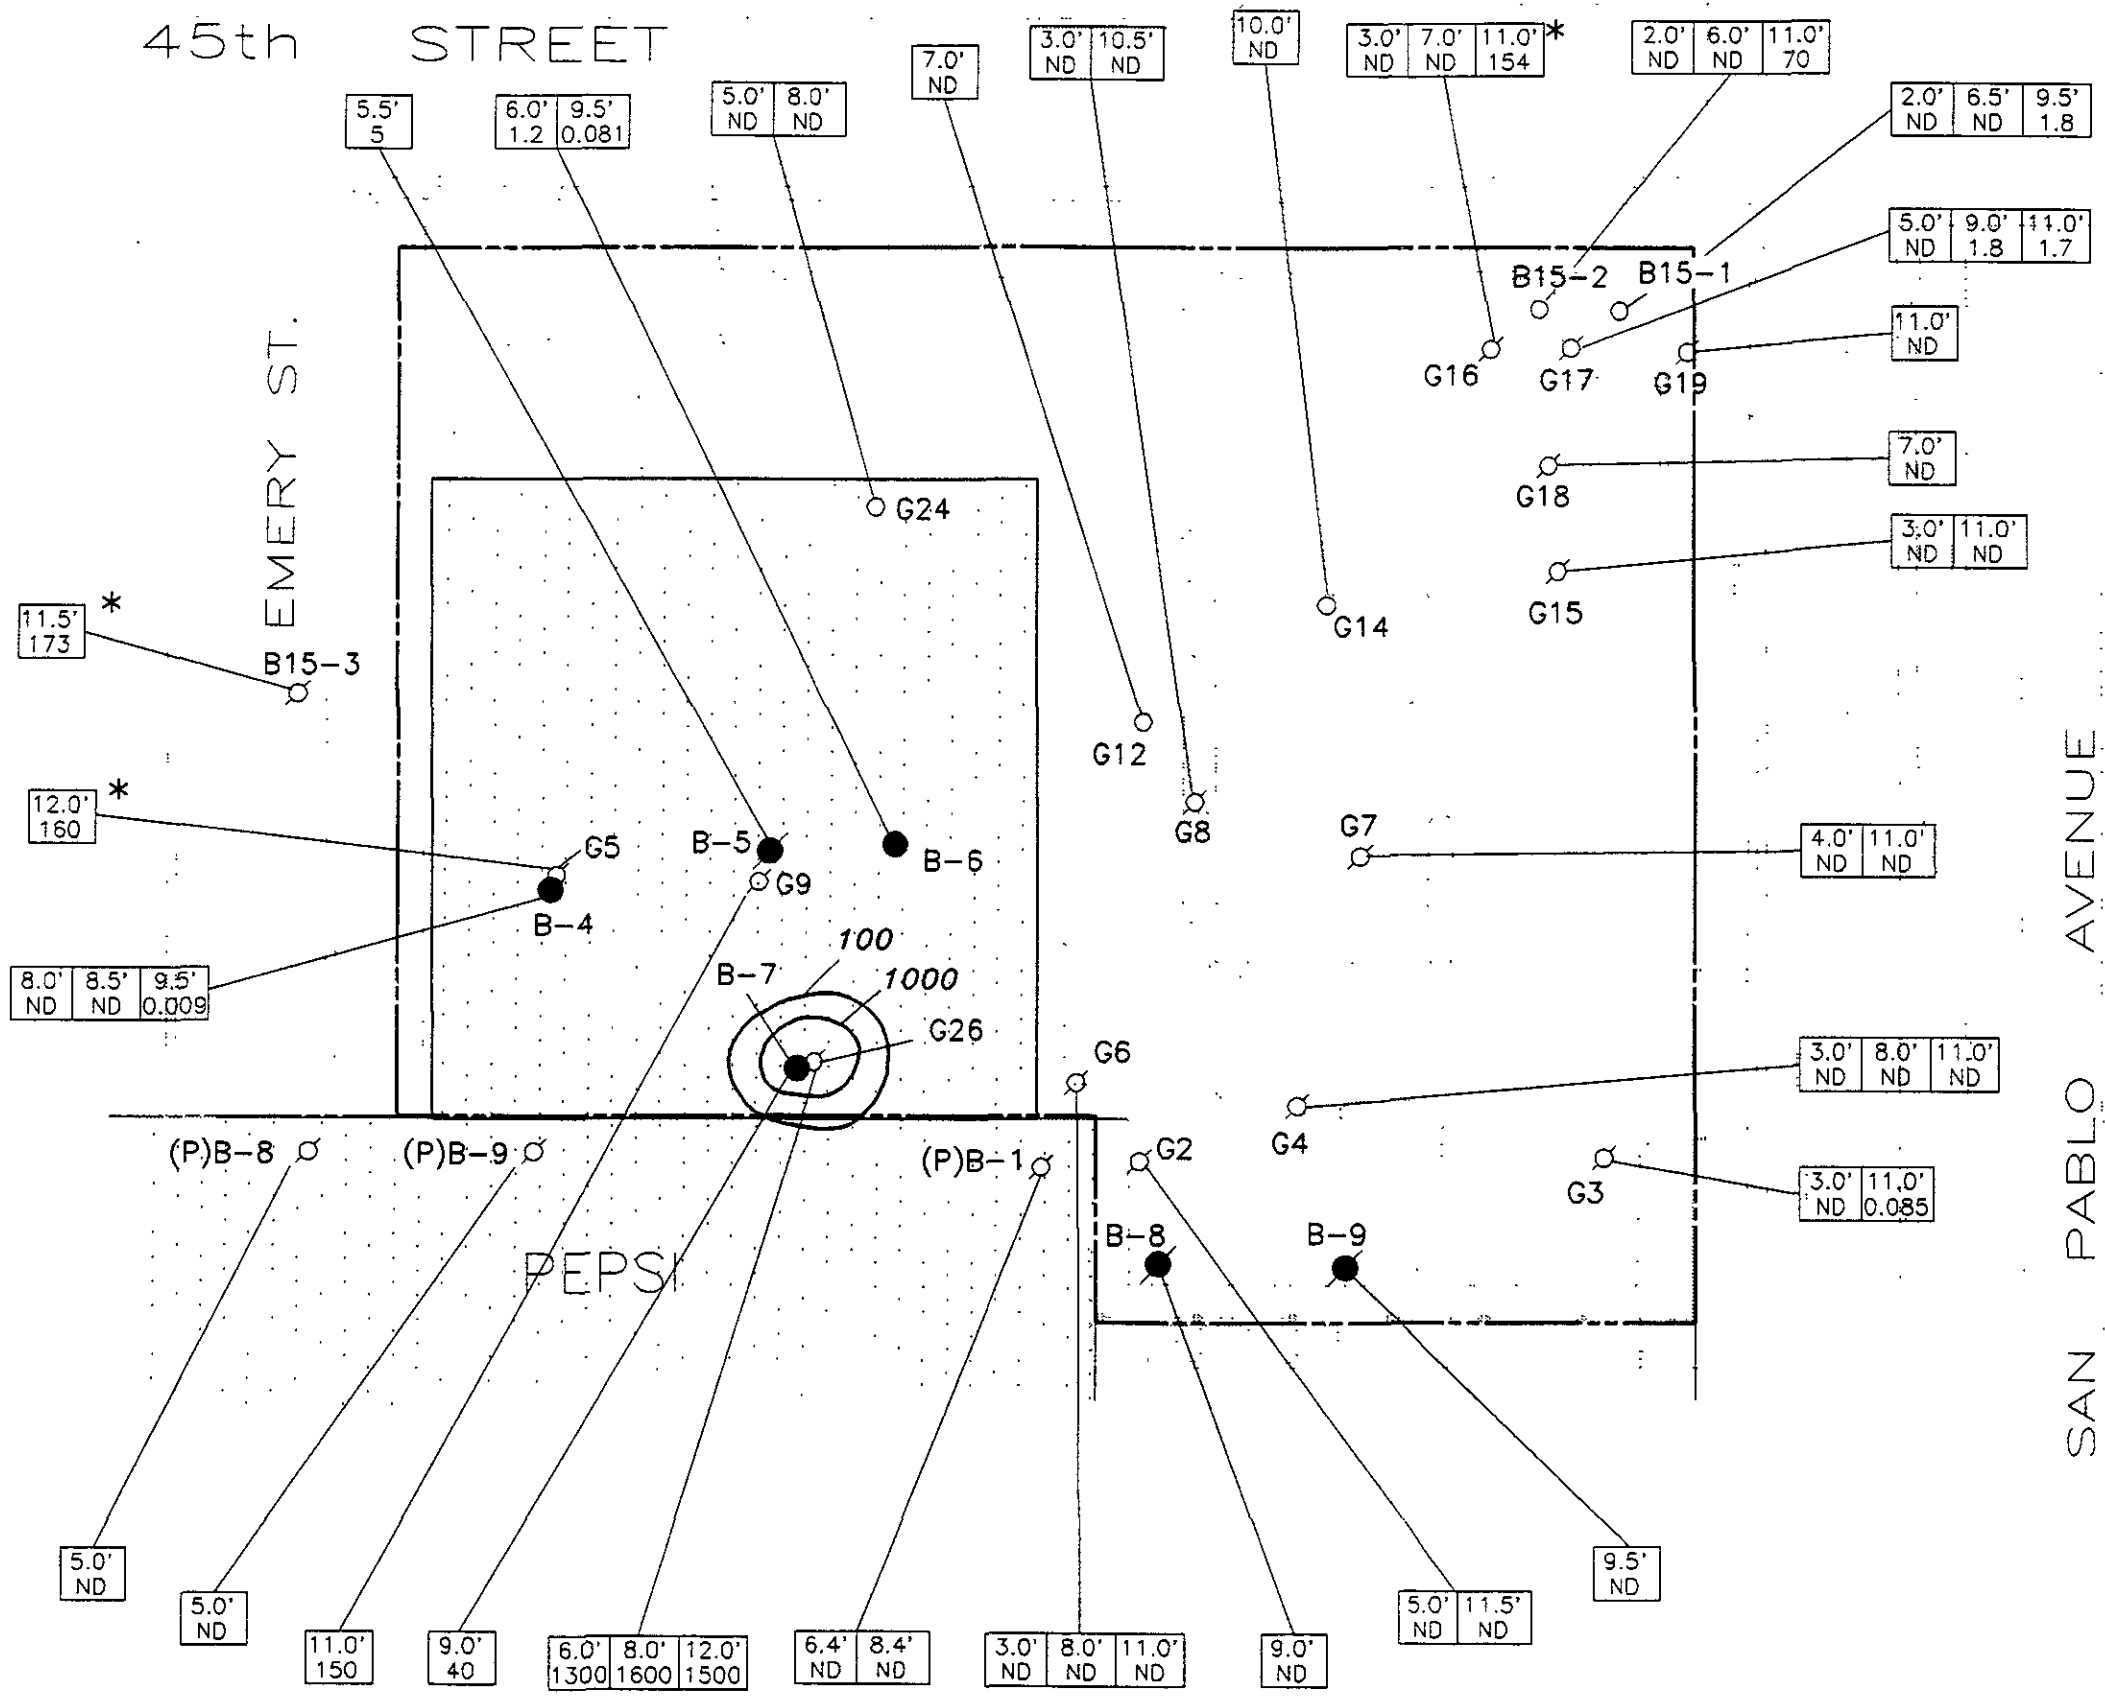 45th STREET
5.5'
5
6.0' 9.5'
1.2 0.081
5.0' 8.0'
ND ND
7.0'
ND
3.0' 10.5'
ND ND
10.0'
ND
3.0' 7.0' 11.0' *
ND ND 154
2.0' 6.0' 11.0'
ND ND 70
2.0' 6.5' 9.5'
ND ND 1.8
5.0' 9.0' 11.0'
ND 1.8 1.7
B15-2 B15-1
11.0'
ND
G16 G17 G19
EMERY ST.
7.0'
ND
G18
G24
3.0' 11.0'
ND ND
G15
G14
11.5' *
173
B15-3
G12
12.0' *
160
G5
B-5
G9
B-6
G8
G7
4.0' 11.0'
ND ND
B-4
8.0' 8.5' 9.5'
ND ND 0.009
100
B-7
1000
G26
G6
3.0' 8.0' 11.0'
ND ND ND
G4
(P)B-8
(P)B-9
(P)B-1
G2
G3
3.0' 11.0'
ND 0.085
B-8
B-9
PEPSI
SAN PABLO AVENUE
5.0'
ND
5.0'
ND
11.0'
150
9.0'
40
6.0' 8.0' 12.0'
1300 1600 1500
6.4' 8.4'
ND ND
3.0' 8.0' 11.0'
ND ND ND
9.0'
ND
5.0' 11.5'
ND ND
9.5'
ND